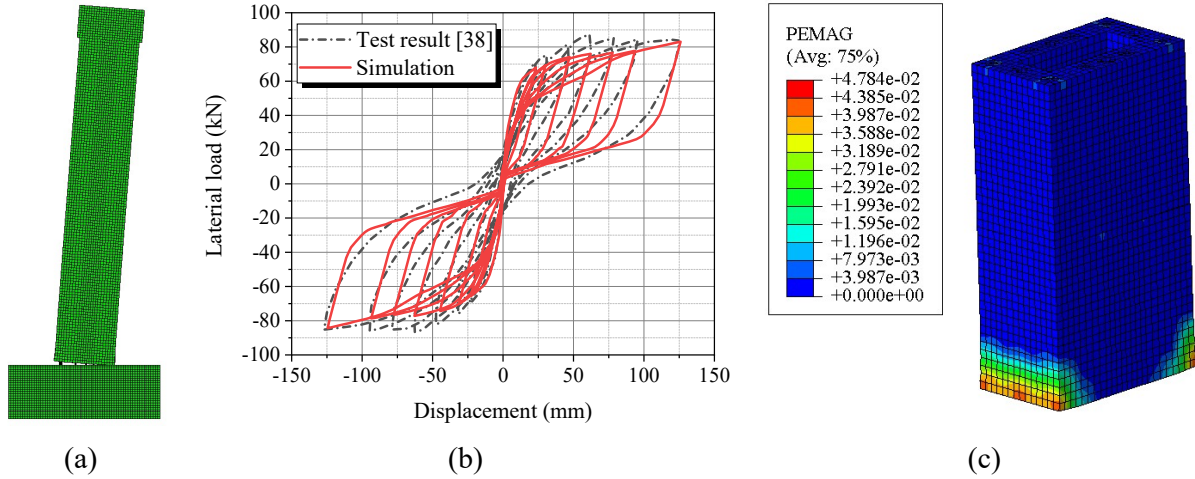 100
80
60
40
20
0
-20
-40
-60
-80
-100
Laterial load (kN)
Test result [38]
Simulation
-150 -100 -50 0 50 100 150
Displacement (mm)
PEMAG
(Avg: 75%)
+4.784e-02
+4.385e-02
+3.987e-02
+3.588e-02
+3.189e-02
+2.791e-02
+2.392e-02
+1.993e-02
+1.595e-02
+1.196e-02
+7.973e-03
+3.987e-03
+0.000e+00
(a) (b) (c)